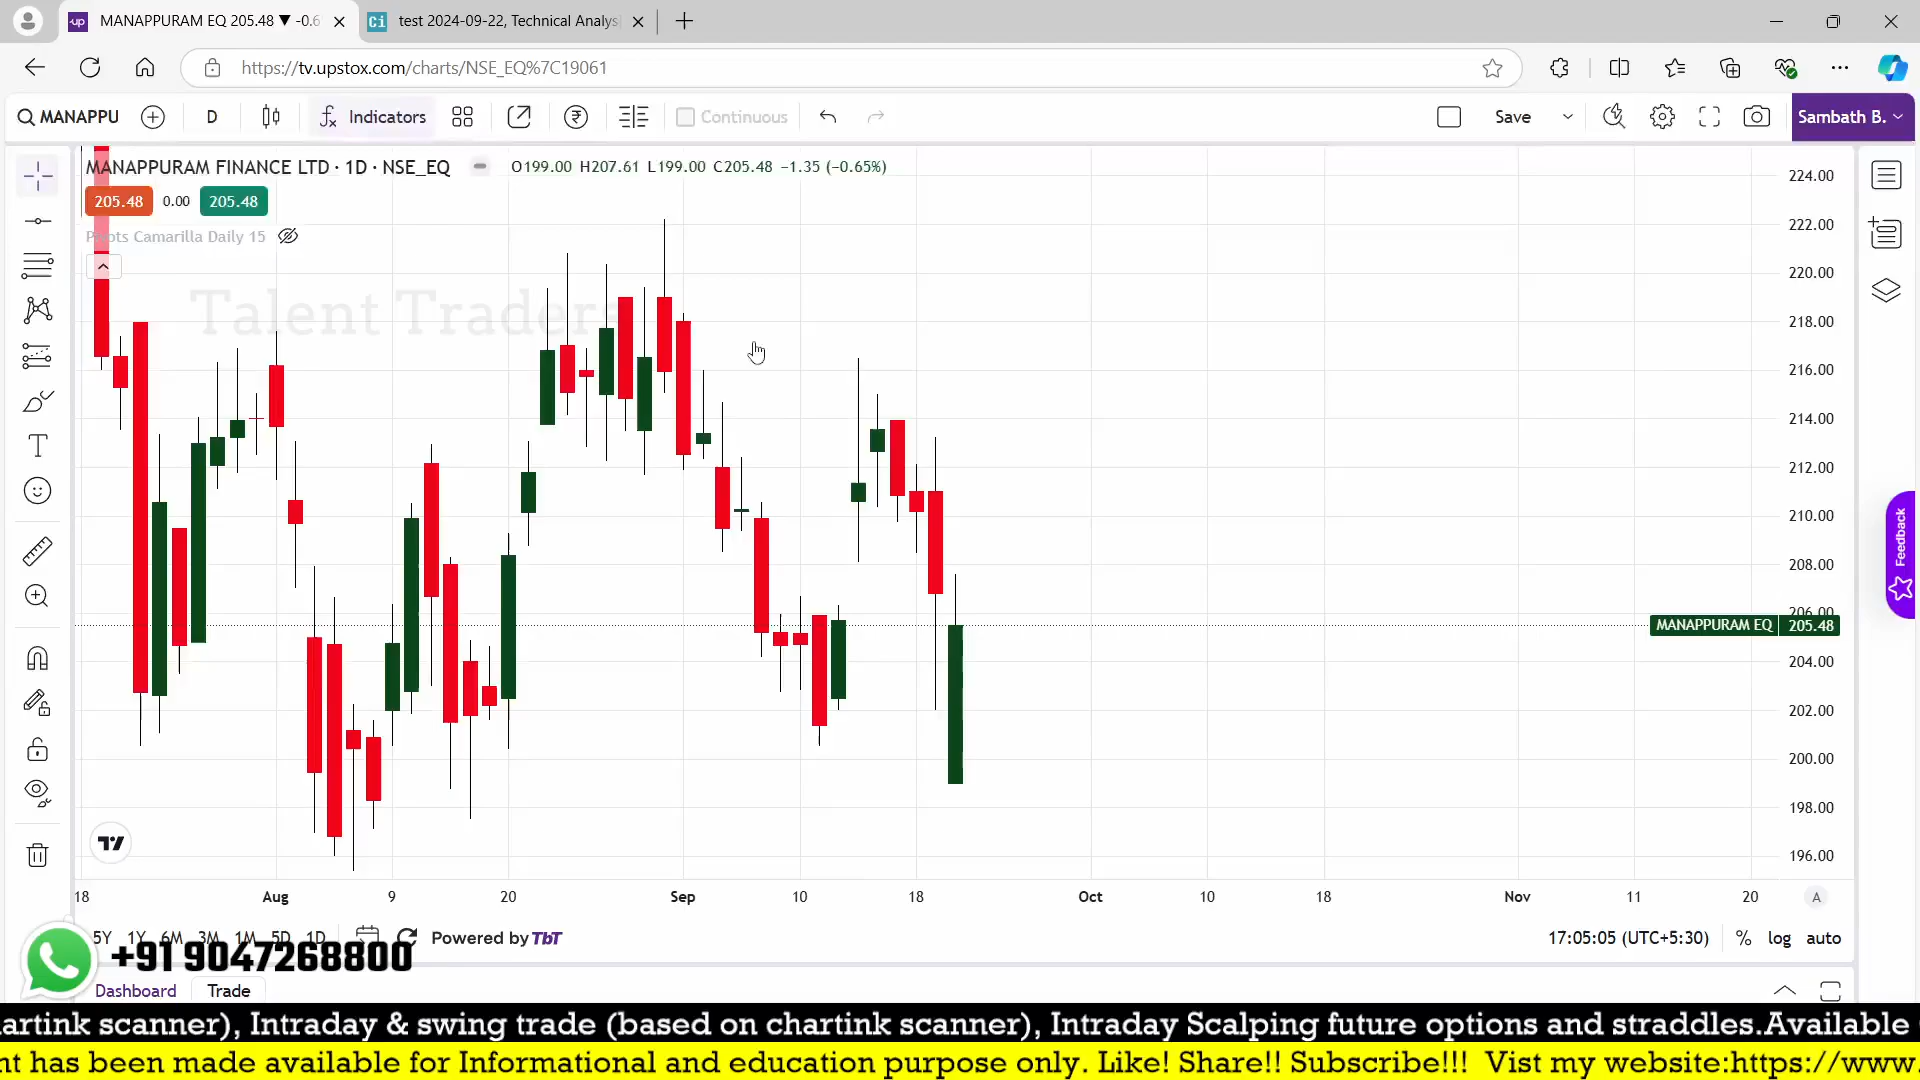 MANAPPURAM EQ 205.48 ▼ -0.6
test 2024-09-22, Technical Analys
https://tv.upstox.com/charts/NSE_EQ%7C19061
MANAPPU
D
Indicators
Continuous
Save
Sambath B.
MANAPPURAM FINANCE LTD · 1D · NSE_EQ
O199.00 H207.61 L199.00 C205.48 −1.35 (−0.65%)
205.48
0.00
205.48
Pivots Camarilla Daily 15
Talent Traders
224.00
222.00
220.00
218.00
216.00
214.00
212.00
210.00
208.00
206.00
MANAPPURAM EQ 205.48
204.00
202.00
200.00
198.00
196.00
Feedback
18 Aug 9 20 Sep 10 18 Oct 10 18 Nov 11 20 A
5Y 1Y 6M 3M 1M 5D 1D
Powered by TbT
17:05:05 (UTC+5:30) % log auto
+91 9047268800
Dashboard Trade
artink scanner), Intraday & swing trade (based on chartink scanner), Intraday Scalping future options and straddles.Available
nt has been made available for Informational and education purpose only. Like! Share!! Subscribe!!! Vist my website:https://www.